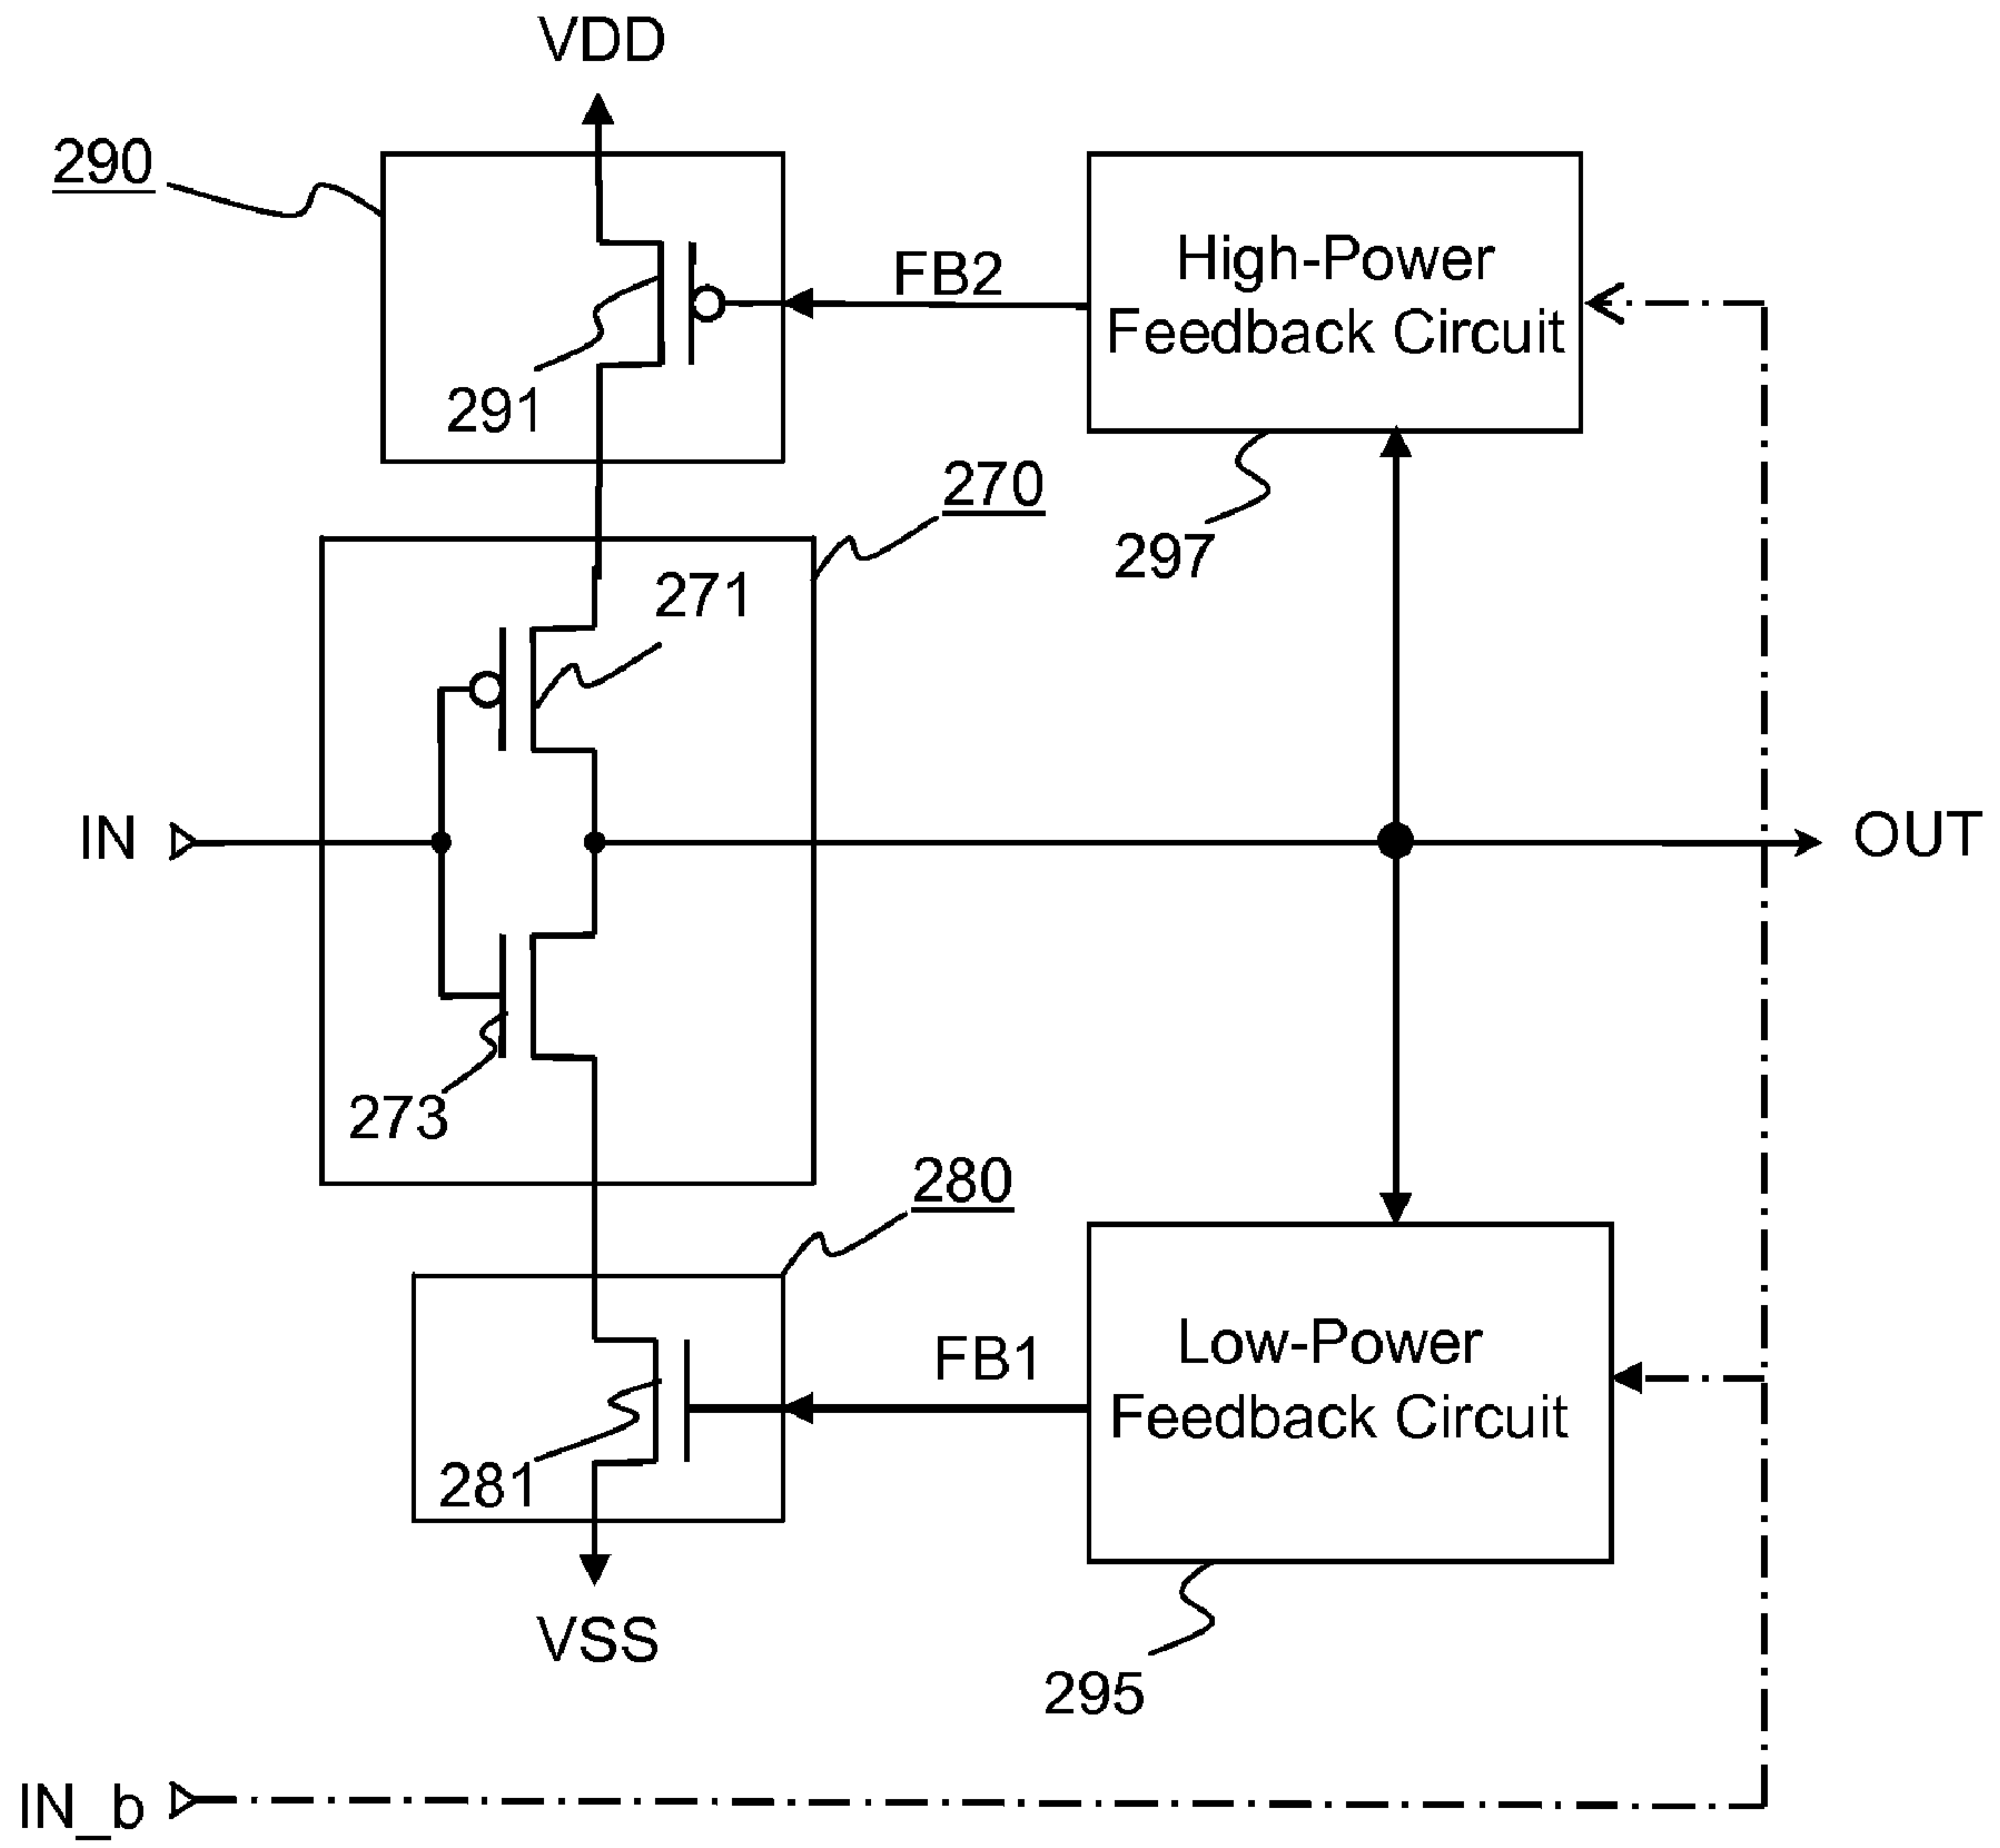 VDD
290
High-Power
Feedback Circuit
FB2
291
270
297
271
IN
OUT
273
280
Low-Power
Feedback Circuit
FB1
281
VSS
295
IN_b